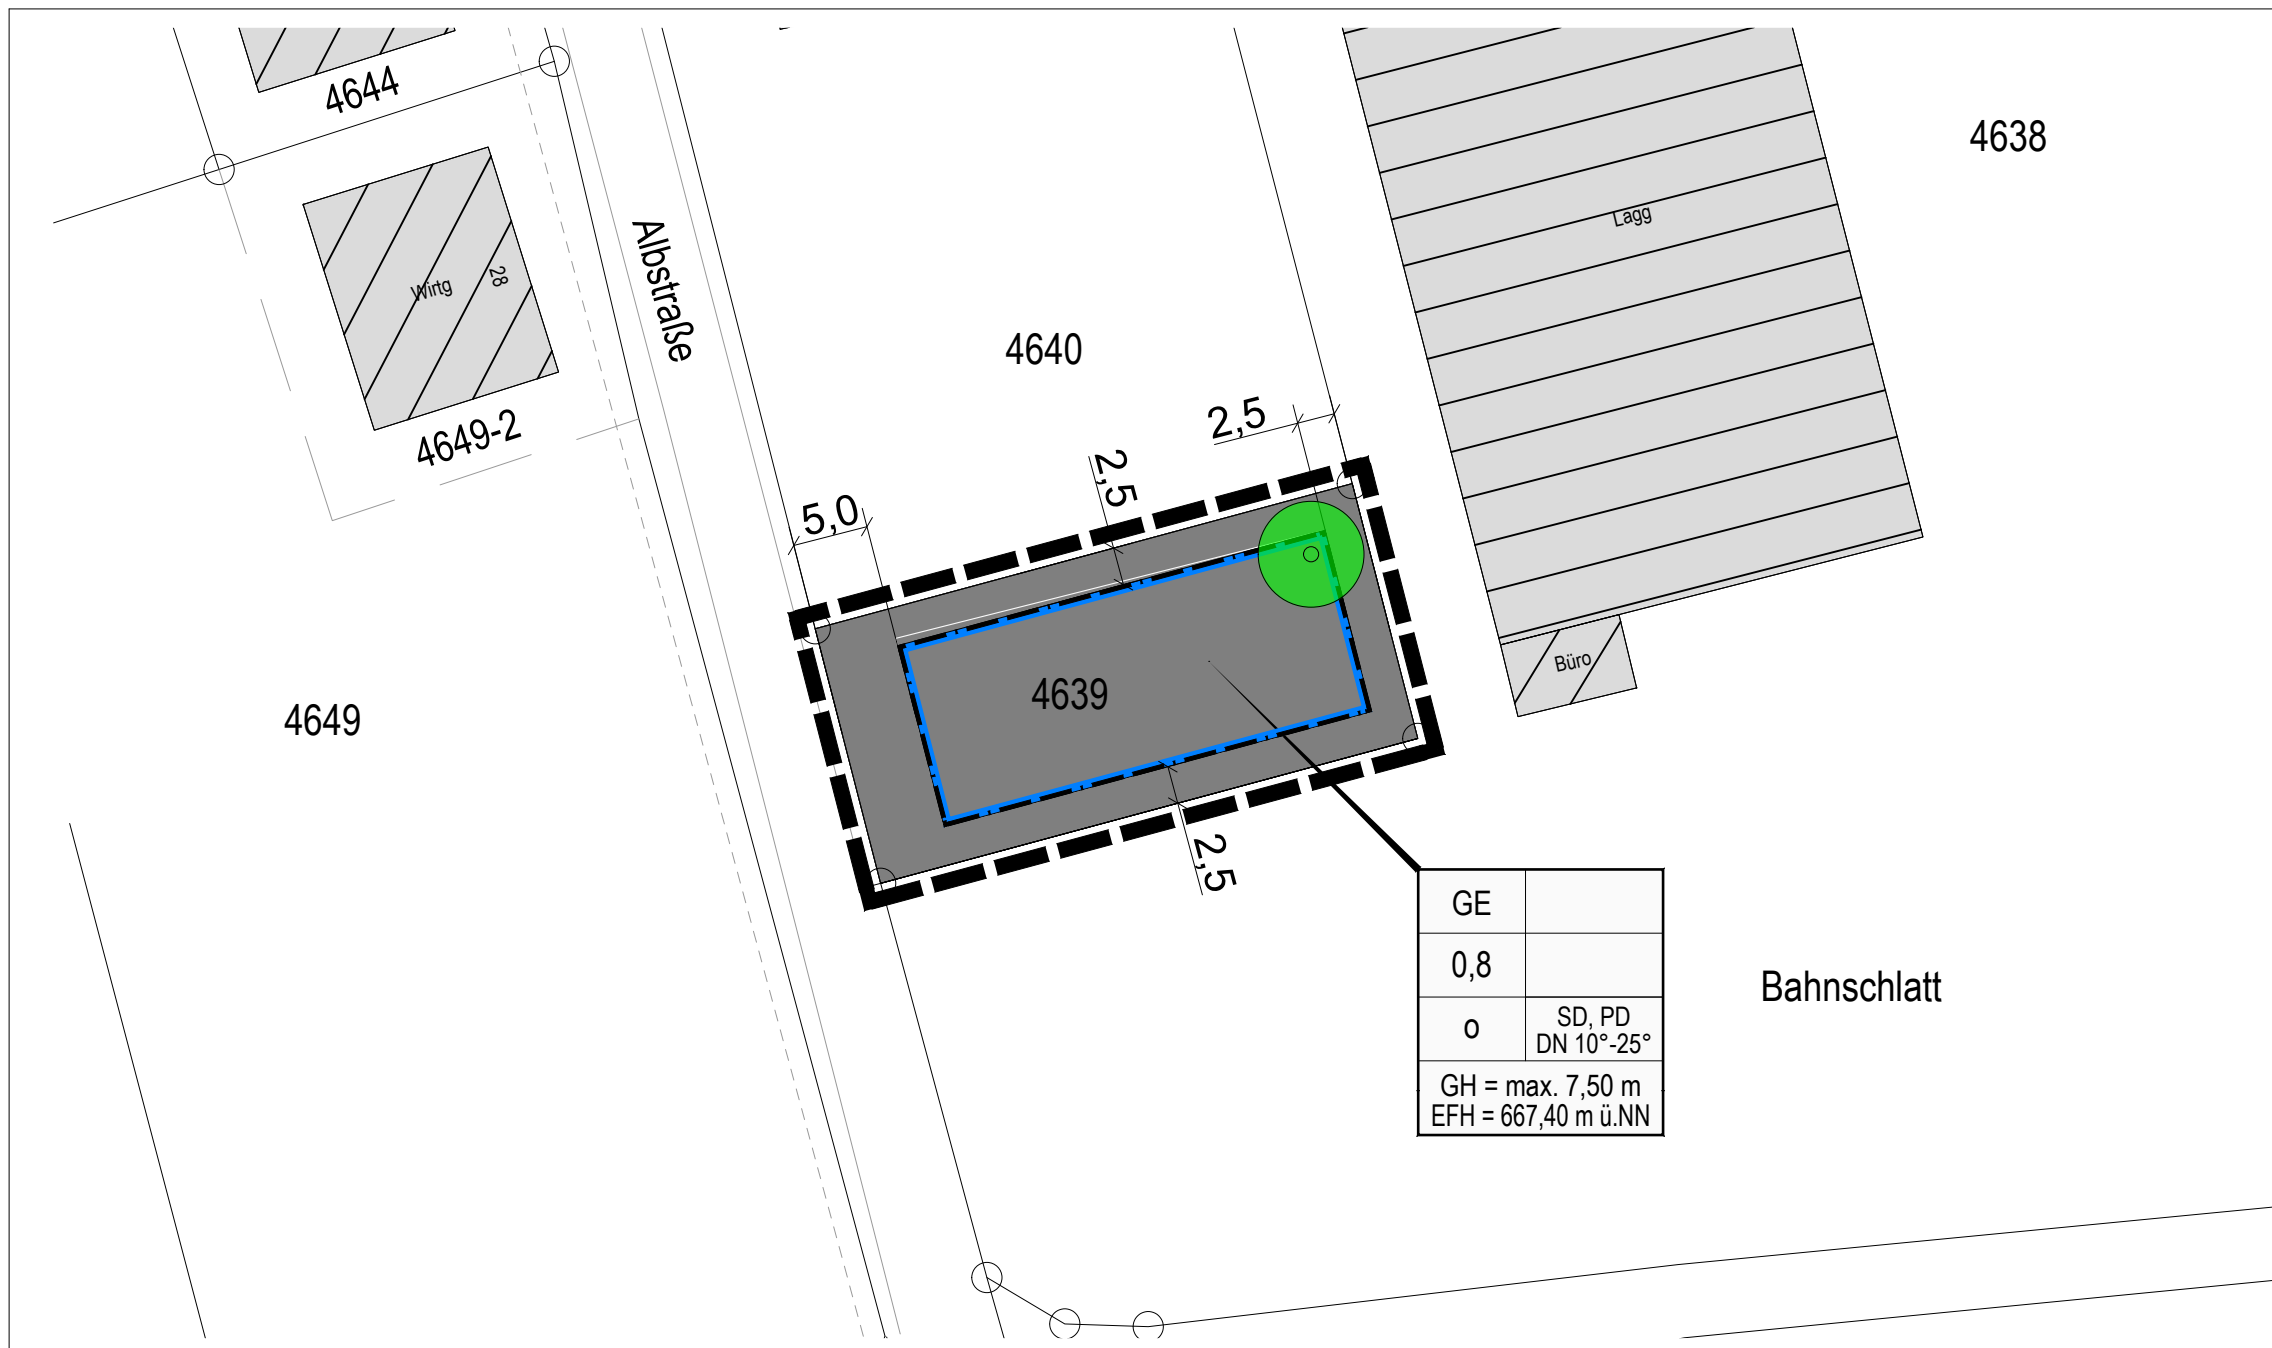 4644
4638
Lagg
Albstraße
28
Wirtg
4640
2,5
4649-2
2,5
5,0
Büro
4639
4649
2,5
GE
0,8
o
SD, PD
DN 10°-25°
GH = max. 7,50 m
EFH = 667,40 m ü.NN
Bahnschlatt